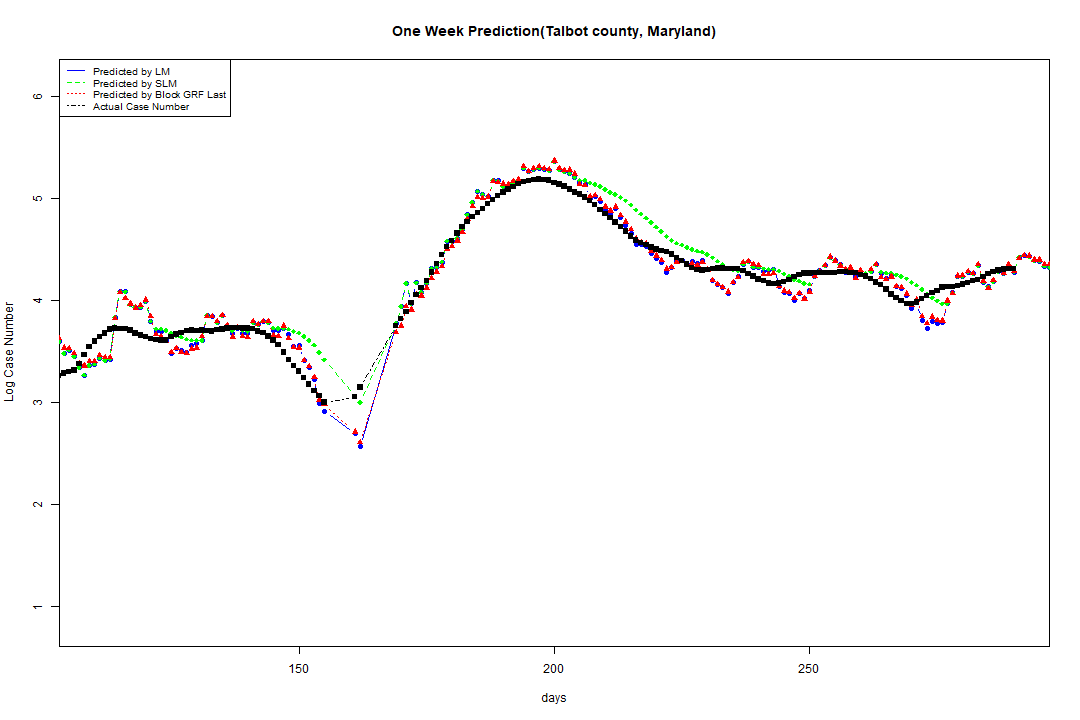 One Week Prediction(Talbot county, Maryland)
Predicted by LM
Predicted by SLM
Predicted by Block GRF Last
Actual Case Number
6
5
4
3
2
1
Log Case Number
150
200
250
days